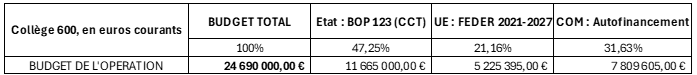 Collège 600, en euros courants BUDGET TOTAL Etat : BOP 123 (CCT) UE : FEDER 2021-2027 COM : Autofinancement
100% 47,25% 21,16% 31,63%
BUDGET DE L'OPERATION 24 690 000,00 € 11 665 000,00 € 5 225 395,00 € 7 809 605,00 €